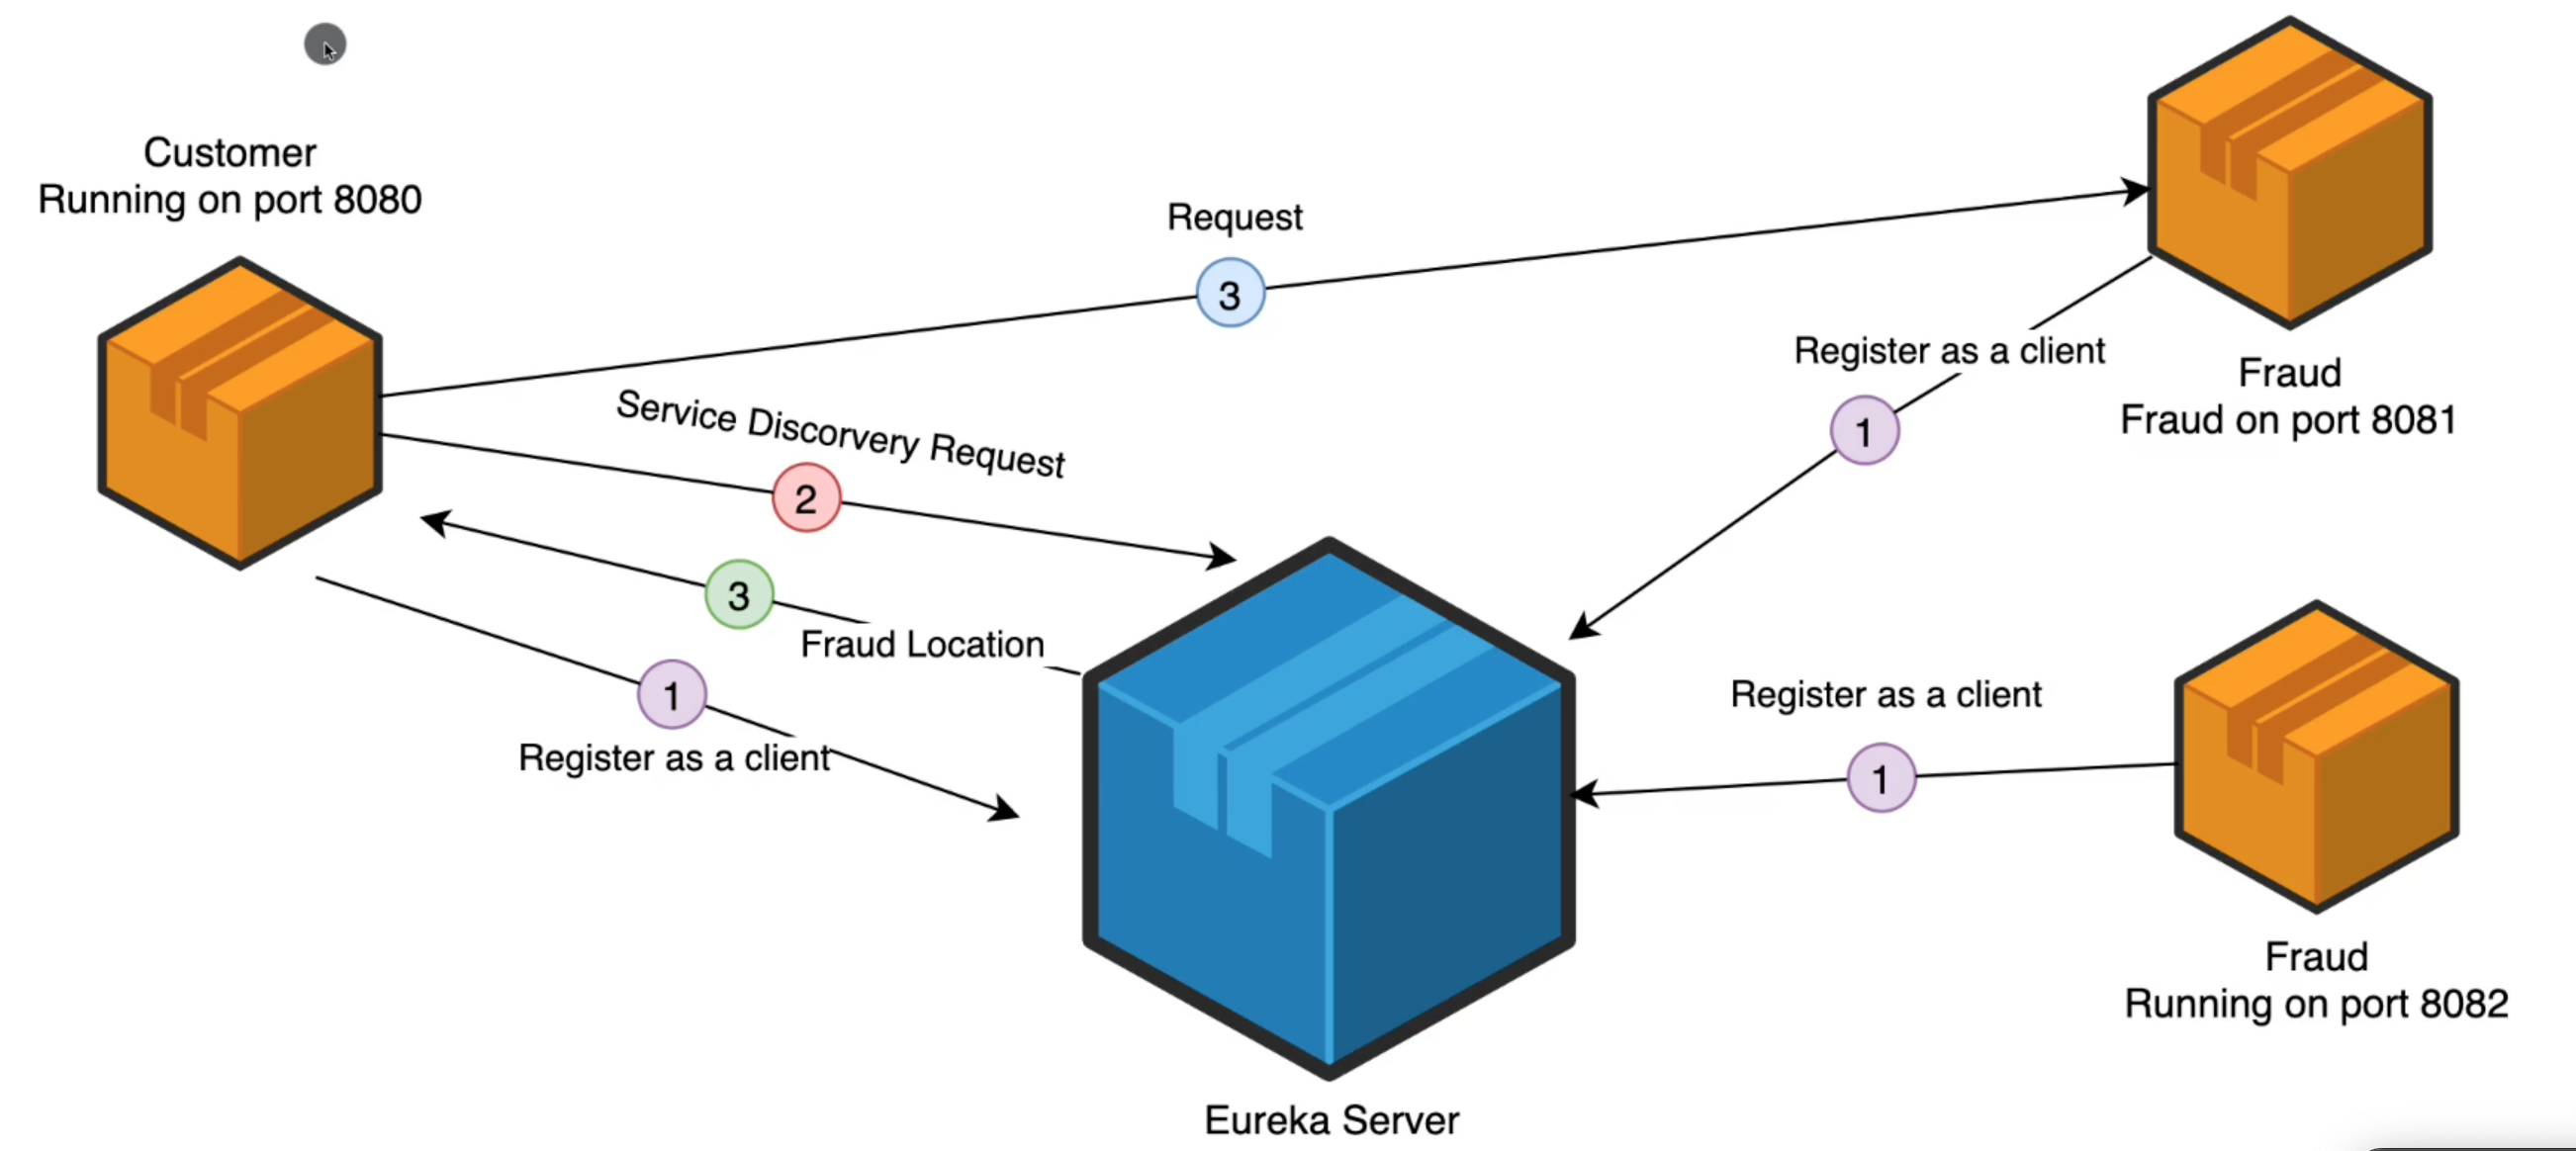 Customer
Running on port 8080
Request
3
Service Discorvery Request
2
3
Fraud Location
1
Register as a client
Register as a client
1
Fraud
Fraud on port 8081
Register as a client
1
Fraud
Running on port 8082
Eureka Server